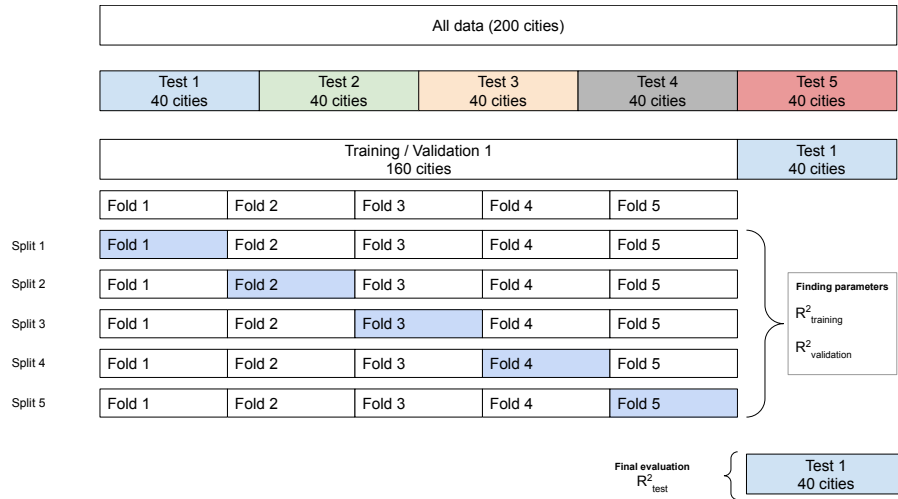 All data (200 cities)
Test 1 Test 2 Test 3 Test 4 Test 5
40 cities 40 cities 40 cities 40 cities 40 cities
Training / Validation 1 Test 1
160 cities 40 cities
Fold 1 Fold 2 Fold 3 Fold 4 Fold 5
Split 1 Fold 1 Fold 2 Fold 3 Fold 4 Fold 5
Split 2 Fold 1 Fold 2 Fold 3 Fold 4 Fold 5
Finding parameters
Split 3 Fold 1 Fold 2 Fold 3 Fold 4 Fold 5
R²training
R²validation
Split 4 Fold 1 Fold 2 Fold 3 Fold 4 Fold 5
Split 5 Fold 1 Fold 2 Fold 3 Fold 4 Fold 5
Final evaluation
R²test
Test 1
40 cities